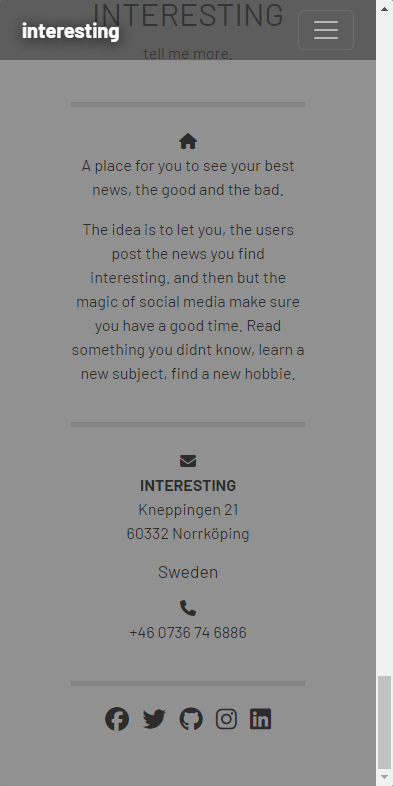 INTERESTING
interesting
tell me more.
A place for you to see your best
news, the good and the bad.
The idea is to let you, the users
post the news you find
interesting. and then but the
magic of social media make sure
you have a good time. Read
something you didnt know, learn a
new subject, find a new hobbie.
INTERESTING
Kneppingen 21
60332 Norrköping
Sweden
+46 0736 74 6886